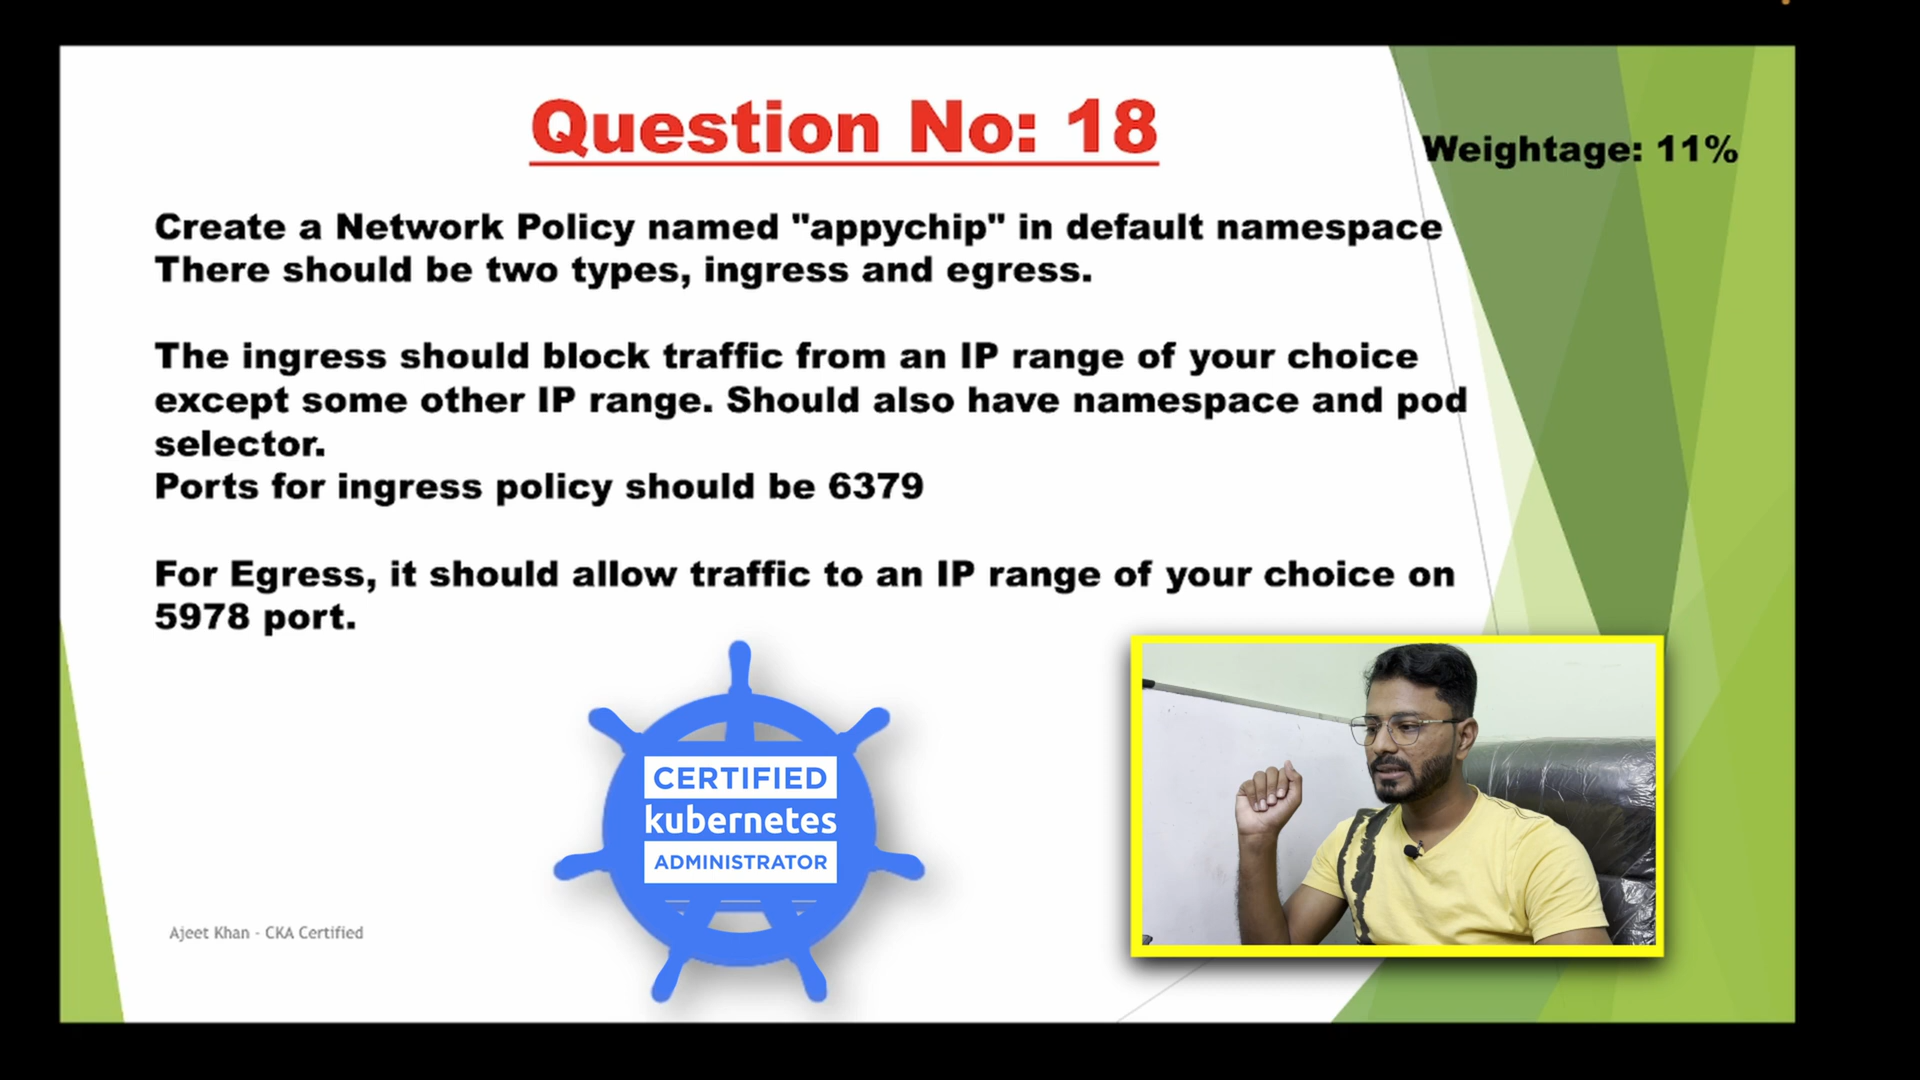 Question No: 18
Weightage: 11%
Create a Network Policy named "appychip" in default namespace
There should be two types, ingress and egress.
The ingress should block traffic from an IP range of your choice
except some other IP range. Should also have namespace and pod
selector.
Ports for ingress policy should be 6379
For Egress, it should allow traffic to an IP range of your choice on
5978 port.
CERTIFIED
kubernetes
ADMINISTRATOR
Ajeet Khan - CKA Certified